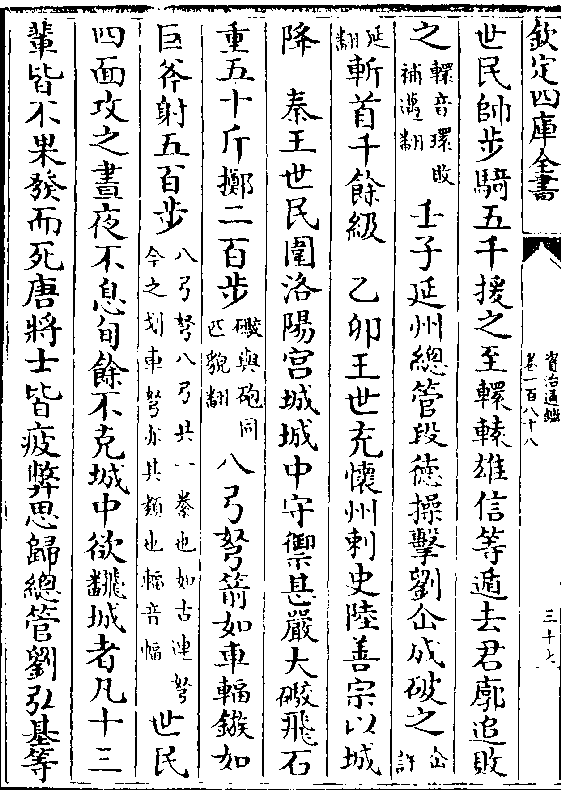 欽定四庫全書
資治通鑑
卷一百八十八
三十七
世民帥步騎五千援之至轘轅雄信等遁去君廓追敗
之轘音環敗補邁翻 壬子延州總管段徳操擊劉仚成破之仚許
延翻斬首千餘級 乙卯王世充懷州刺史陸善宗以城
降 秦王世民圍洛陽宫城城中守禦甚嚴大礮飛石
重五十斤擲二百步礮與砲同匹貌翻八弓弩箭如車輻鏃如
巨斧射五百步八弓弩八弓共一豢也如古連弩今之划車弩亦其類也輻音幅世民
四面攻之晝夜不息旬餘不克城中欲飜城者凡十三
輩皆不果發而死唐將士皆疲弊思歸總管劉弘基等